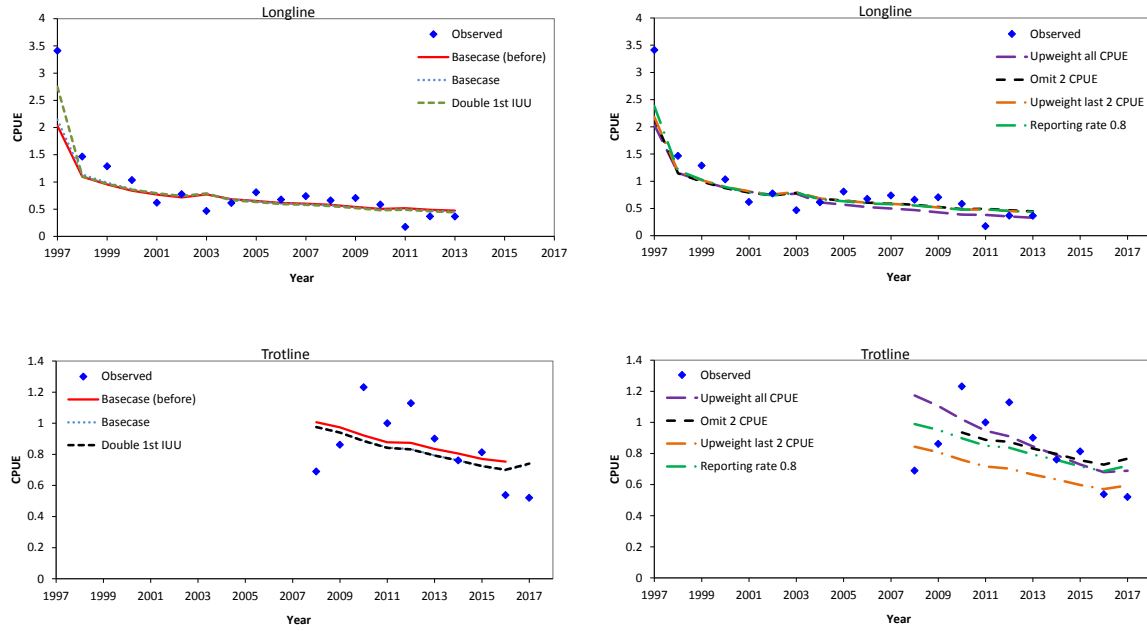 Longline
4
3.5
3
2.5
2
1.5
1
0.5
0
CPUE
Observed
Basecase (before)
Basecase
Double 1st IUU
1997 1999 2001 2003 2005 2007 2009 2011 2013 2015 2017
Year
Longline
4
3.5
3
2.5
2
1.5
1
0.5
0
CPUE
Observed
Upweight all CPUE
Omit 2 CPUE
Upweight last 2 CPUE
Reporting rate 0.8
1997 1999 2001 2003 2005 2007 2009 2011 2013 2015 2017
Year
Trotline
1.4
1.2
1
0.8
0.6
0.4
0.2
0
CPUE
Observed
Basecase (before)
Basecase
Double 1st IUU
1997 1999 2001 2003 2005 2007 2009 2011 2013 2015 2017
Year
Trotline
1.4
1.2
1
0.8
0.6
0.4
0.2
0
CPUE
Observed
Upweight all CPUE
Omit 2 CPUE
Upweight last 2 CPUE
Reporting rate 0.8
1997 1999 2001 2003 2005 2007 2009 2011 2013 2015 2017
Year